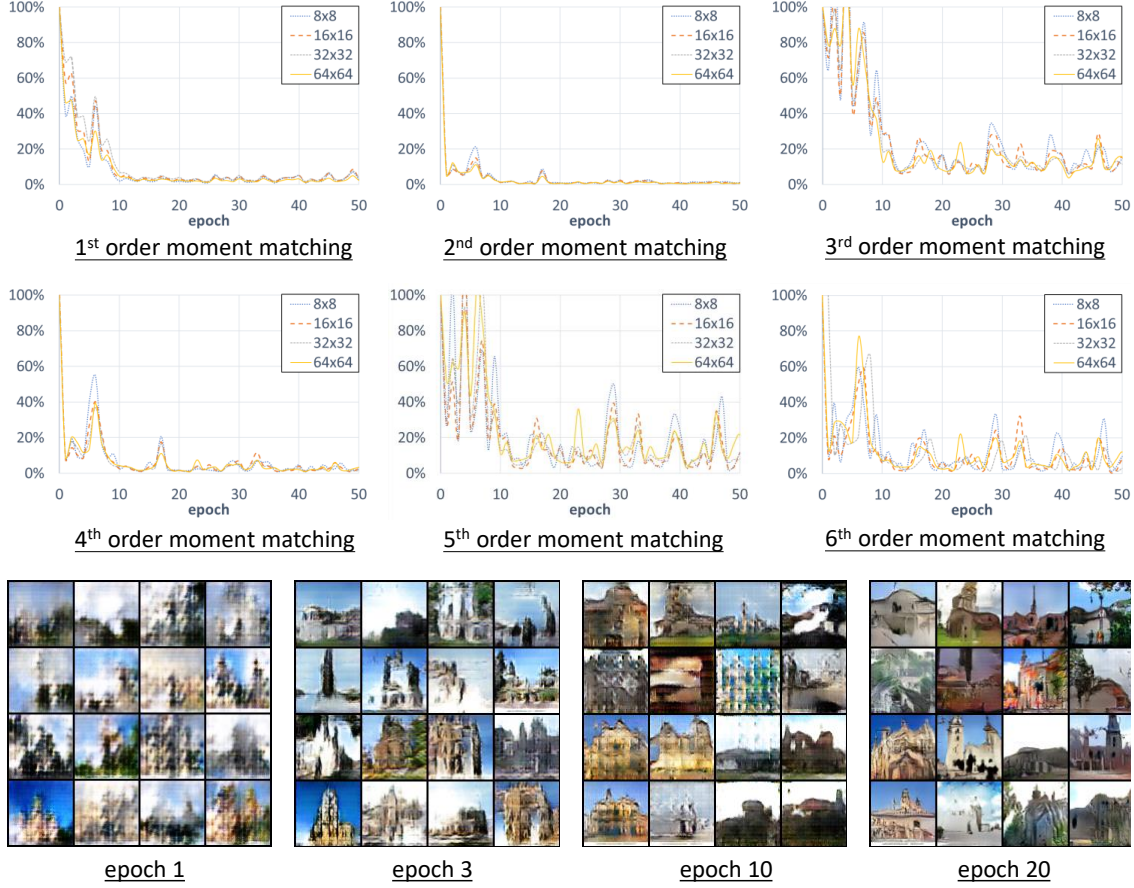 100%
80%
60%
40%
20%
0%
0 10 20 30 40 50
epoch
8x8
16x16
32x32
64x64
1st order moment matching
100%
80%
60%
40%
20%
0%
0 10 20 30 40 50
epoch
8x8
16x16
32x32
64x64
2nd order moment matching
100%
80%
60%
40%
20%
0%
0 10 20 30 40 50
epoch
8x8
16x16
32x32
64x64
3rd order moment matching
100%
80%
60%
40%
20%
0%
0 10 20 30 40 50
epoch
8x8
16x16
32x32
64x64
4th order moment matching
100%
80%
60%
40%
20%
0%
0 10 20 30 40 50
epoch
8x8
16x16
32x32
64x64
5th order moment matching
100%
80%
60%
40%
20%
0%
0 10 20 30 40 50
epoch
8x8
16x16
32x32
64x64
6th order moment matching
epoch 1
epoch 3
epoch 10
epoch 20